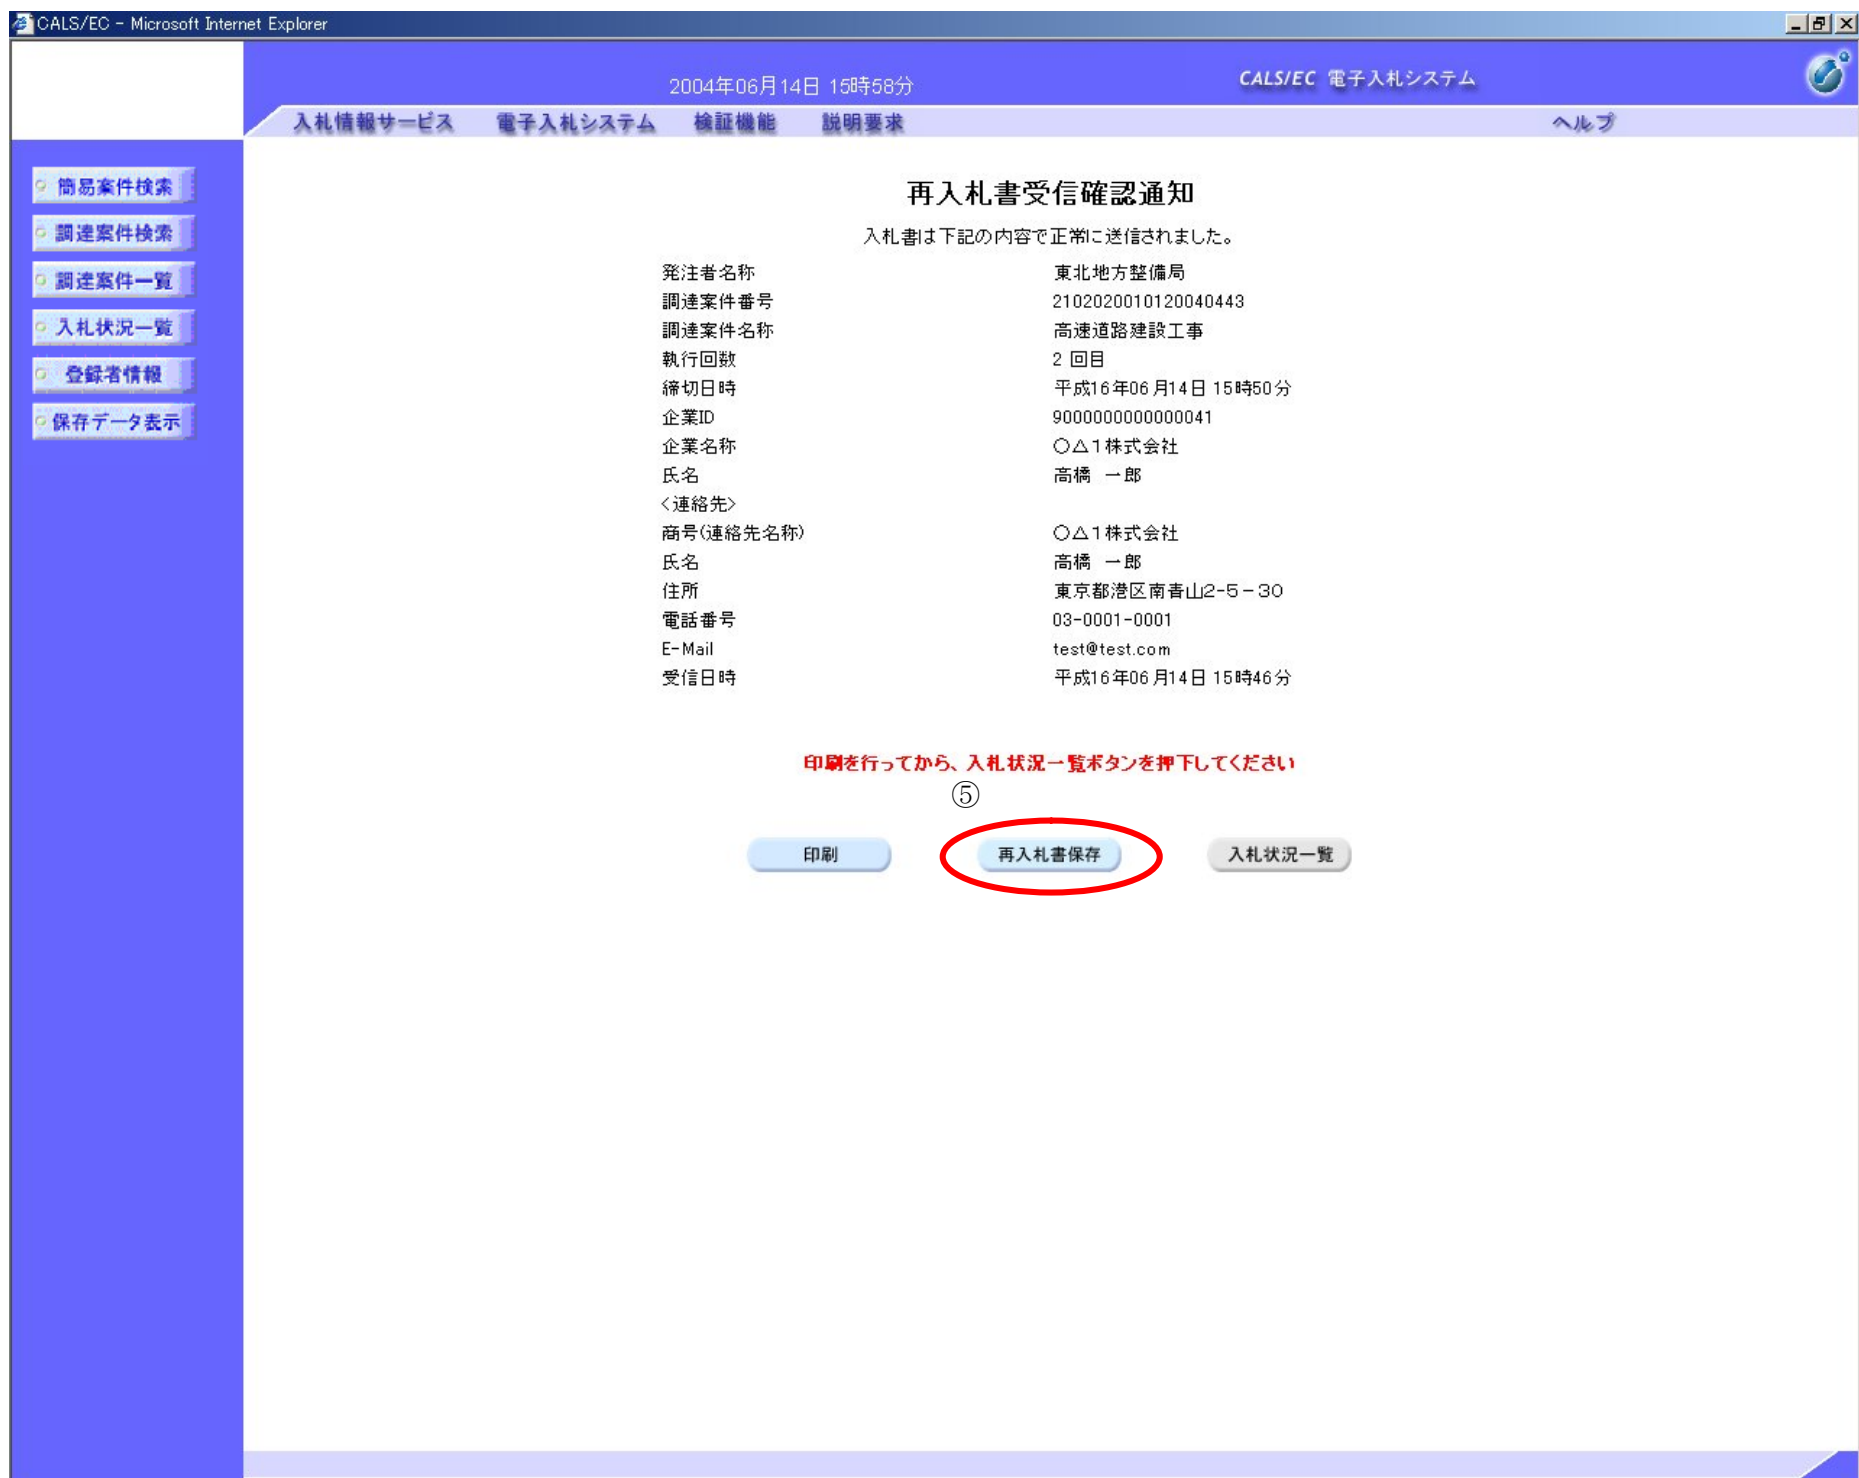 CALS/EC - Microsoft Internet Explorer
2004年06月14日 15時58分
CALS/EC 電子入札システム
入札情報サービス 電子入札システム 検証機能 説明要求 ヘルプ
簡易案件検索
調達案件検索
調達案件一覧
入札状況一覧
登録者情報
保存データ表示
再入札書受信確認通知
入札書は下記の内容で正常に送信されました。
発注者名称 東北地方整備局
調達案件番号 2102020010120040443
調達案件名称 高速道路建設工事
執行回数 2 回目
締切日時 平成16年06月14日 15時50分
企業ID 9000000000000041
企業名称 〇△1株式会社
氏名 高橋 一郎
<連絡先>
商号(連絡先名称) 〇△1株式会社
氏名 高橋 一郎
住所 東京都港区南青山2-5-30
電話番号 03-0001-0001
E-Mail test@test.com
受信日時 平成16年06月14日 15時46分
印刷を行ってから、入札状況一覧ボタンを押下してください
⑤
印刷 再入札書保存 入札状況一覧